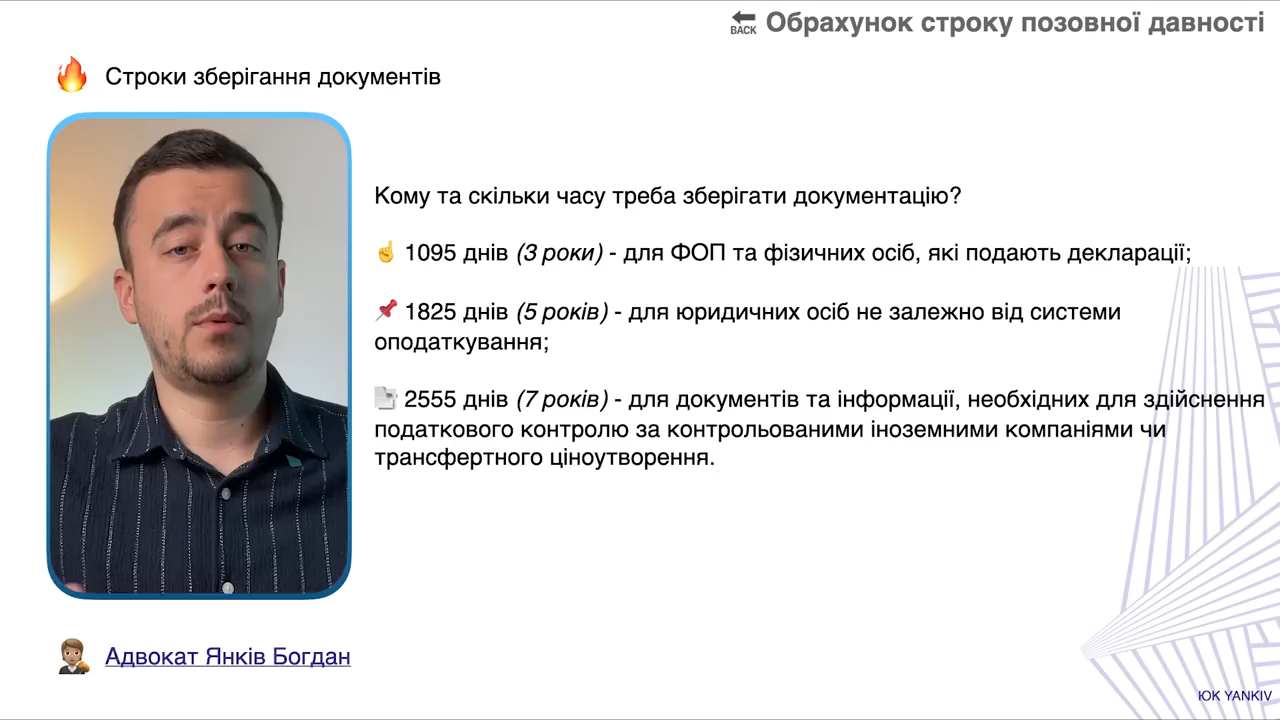 BACK Обрахунок строку позовної давності
Строки зберігання документів
Кому та скільки часу треба зберігати документацію?
1095 днів (3 роки) - для ФОП та фізичних осіб, які подають декларації;
1825 днів (5 років) - для юридичних осіб не залежно від системи
оподаткування;
2555 днів (7 років) - для документів та інформації, необхідних для здійснення
податкового контролю за контрольованими іноземними компаніями чи
трансфертного ціноутворення.
Адвокат Янків Богдан
ЮК YANKIV